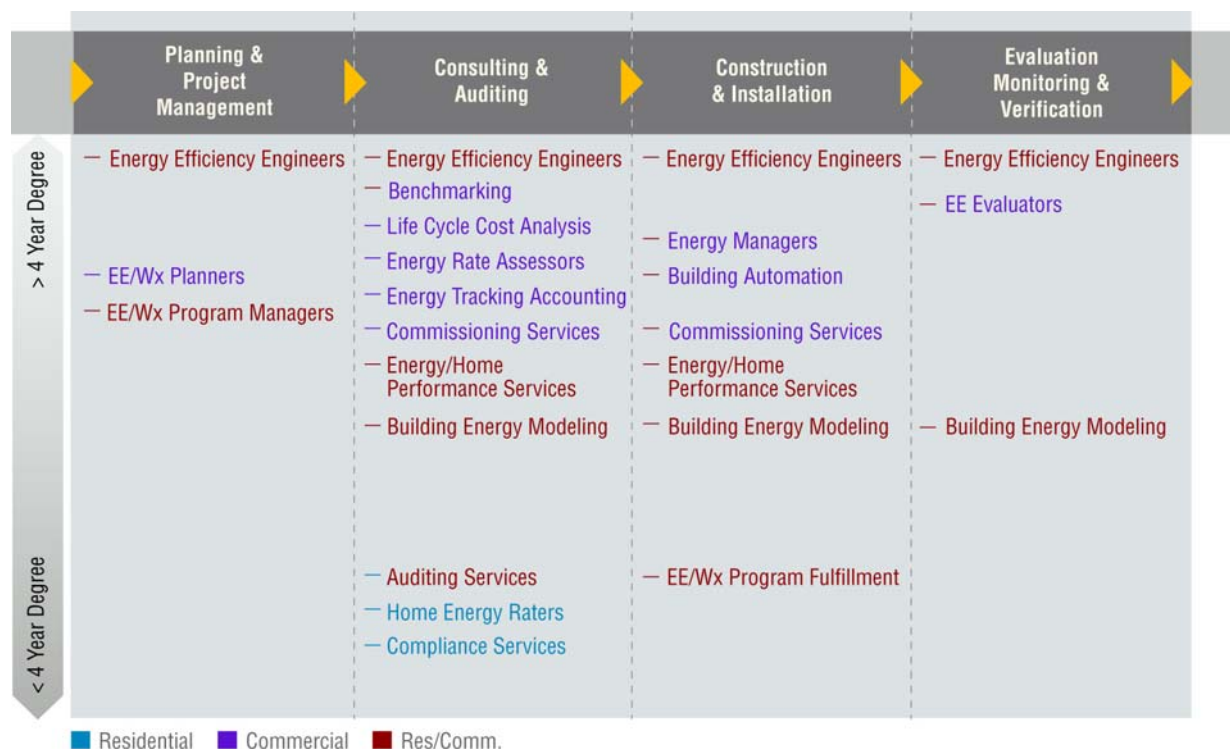 Planning &
Project
Management
Consulting &
Auditing
Construction
& Installation
Evaluation
Monitoring &
Verification
> 4 Year Degree
< 4 Year Degree
– Energy Efficiency Engineers
– EE/Wx Planners
– EE/Wx Program Managers
– Energy Efficiency Engineers
– Benchmarking
– Life Cycle Cost Analysis
– Energy Rate Assessors
– Energy Tracking Accounting
– Commissioning Services
– Energy/Home
Performance Services
– Building Energy Modeling
– Auditing Services
– Home Energy Raters
– Compliance Services
– Energy Efficiency Engineers
– Energy Managers
– Building Automation
– Commissioning Services
– Energy/Home
Performance Services
– Building Energy Modeling
– EE/Wx Program Fulfillment
– Energy Efficiency Engineers
– EE Evaluators
– Building Energy Modeling
Residential Commercial Res/Comm.